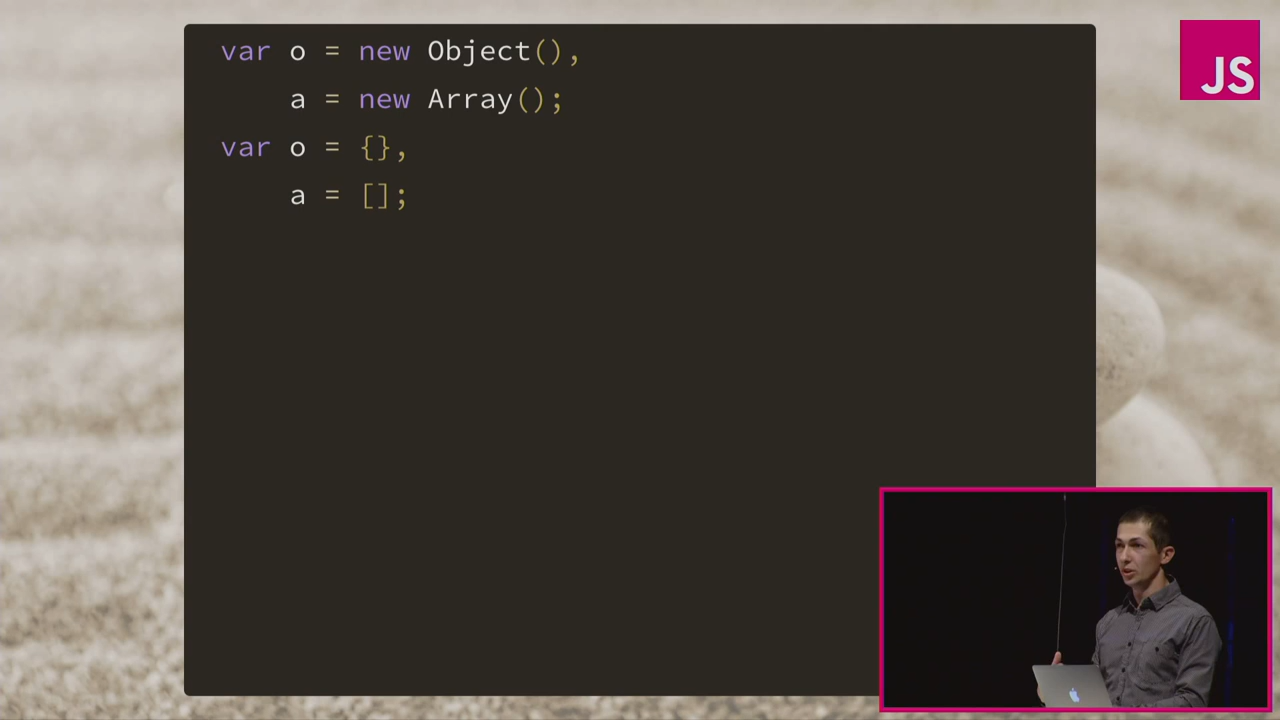 var o = new Object(),
    a = new Array();
var o = {},
    a = [];
JS